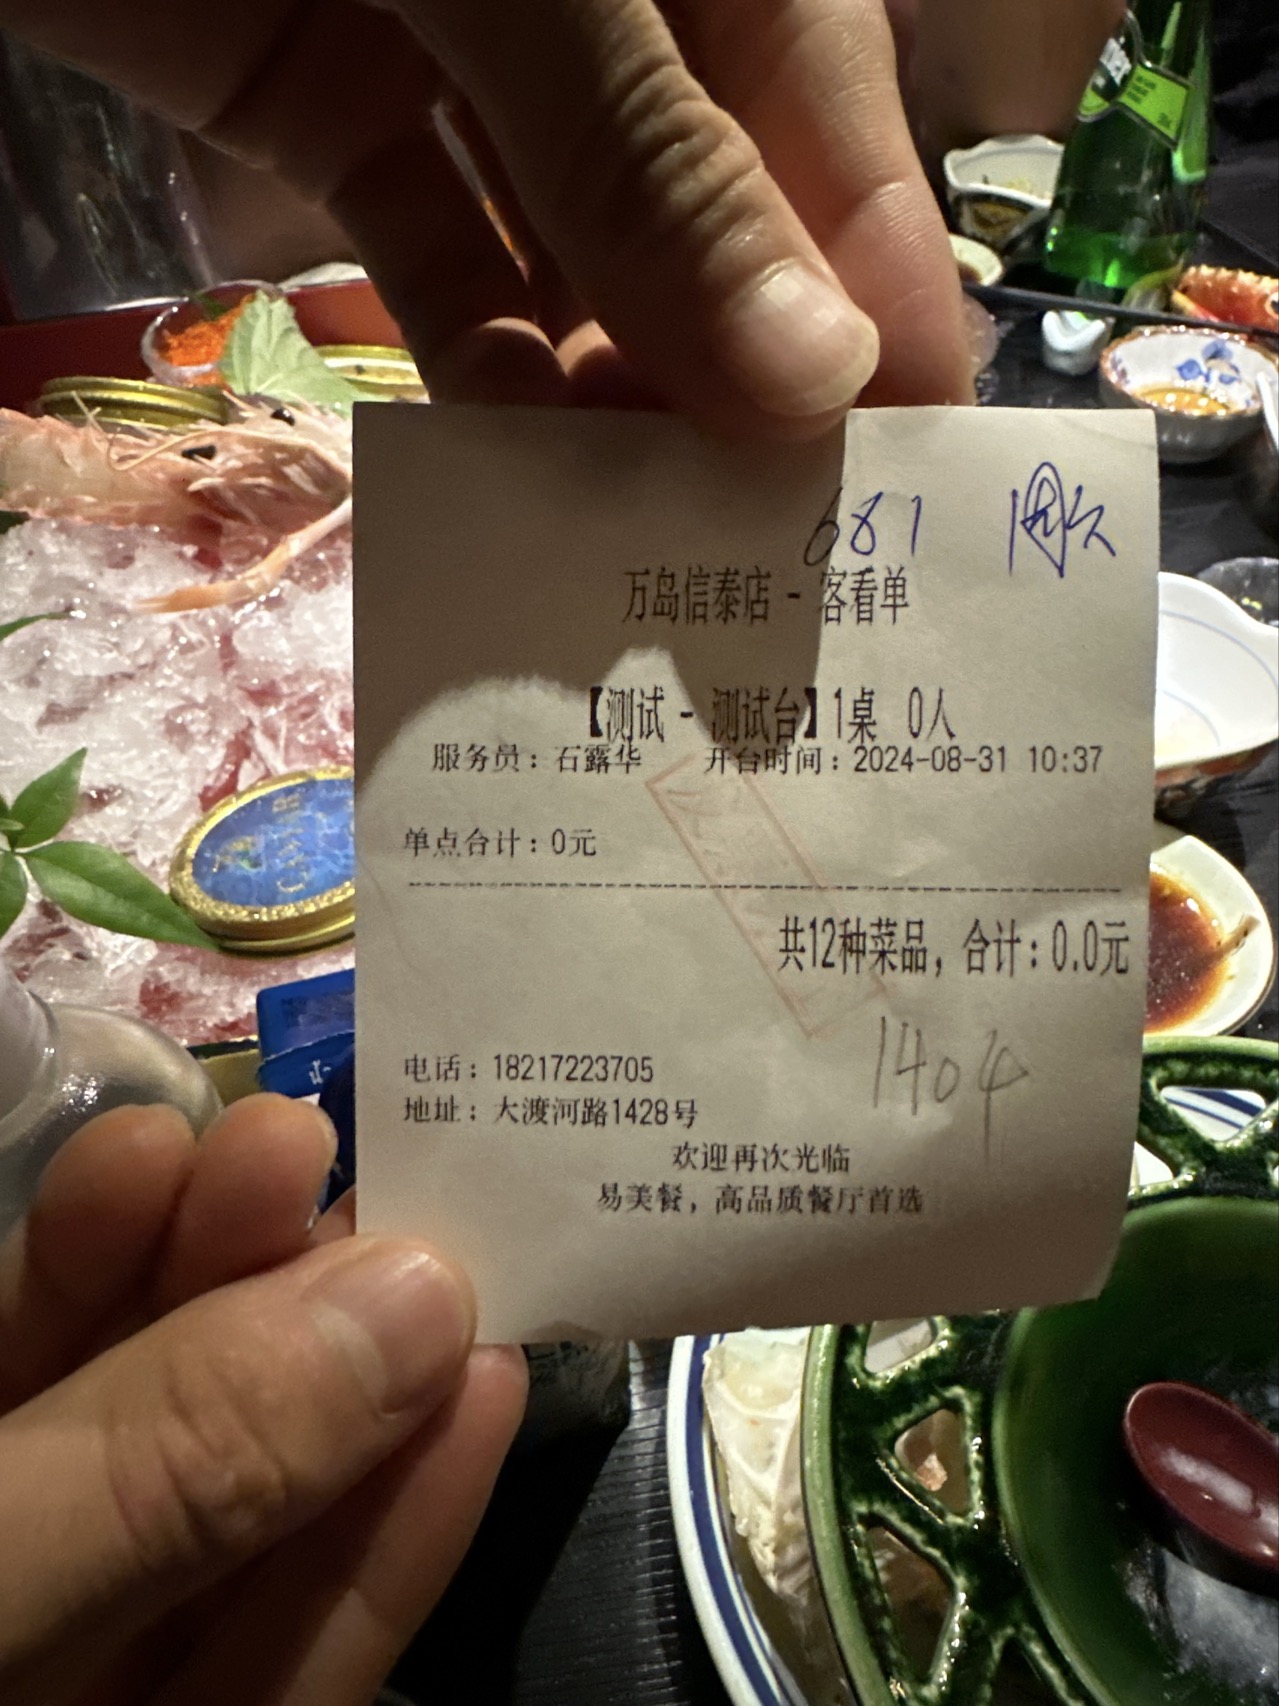 681
万岛信泰店 - 客看单
【测试 - 测试台】1桌 0人
服务员：石露华 开台时间：2024-08-31 10:37
单点合计：0元
共12种菜品，合计：0.0元
1404
电话：18217223705
地址：大渡河路1428号
欢迎再次光临
易美餐，高品质餐厅首选